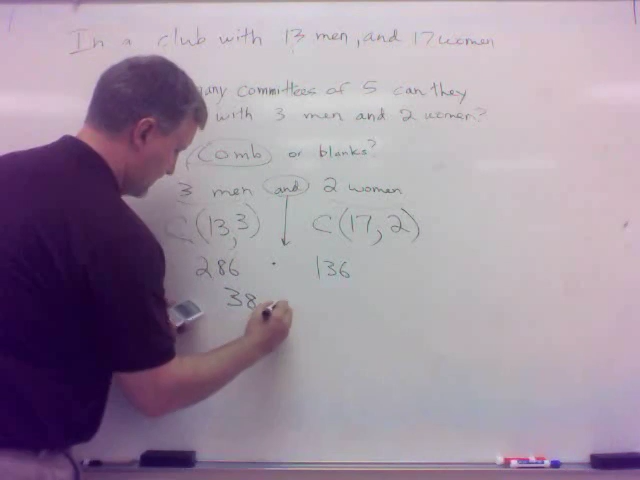 In a club with 13 men, and 17 women
any committees of 5 can they
with 3 men and 2 women?
Comb or blanks?
3 men and 2 women
C(13,3) C(17,2)
286 · 136
38